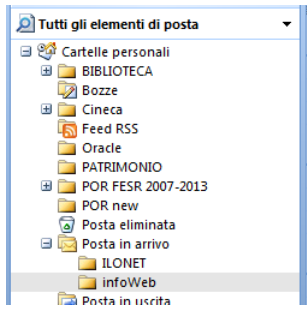 Tutti gli elementi di posta
Cartelle personali
BIBLIOTECA
Bozze
Cineca
Feed RSS
Oracle
PATRIMONIO
POR FESR 2007-2013
POR new
Posta eliminata
Posta in arrivo
ILONET
infoWeb
Posta in uscita